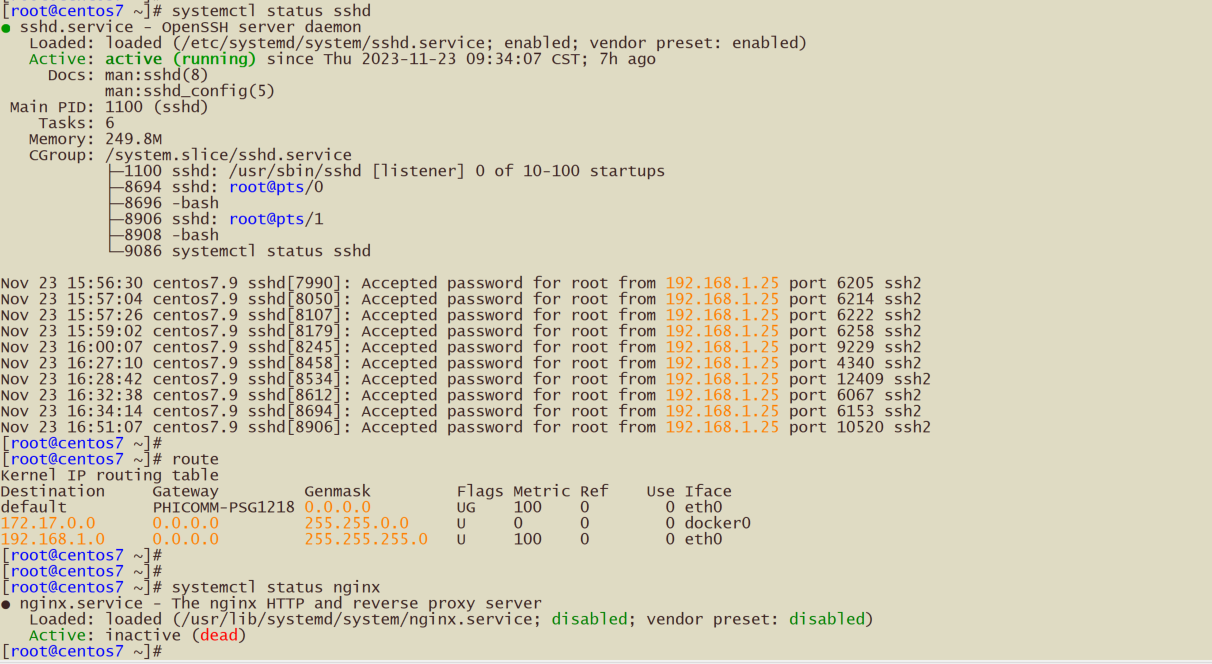 [root@centos7 ~]# systemctl status sshd
● sshd.service - OpenSSH server daemon
   Loaded: loaded (/etc/systemd/system/sshd.service; enabled; vendor preset: enabled)
   Active: active (running) since Thu 2023-11-23 09:34:07 CST; 7h ago
     Docs: man:sshd(8)
           man:sshd_config(5)
 Main PID: 1100 (sshd)
    Tasks: 6
   Memory: 249.8M
   CGroup: /system.slice/sshd.service
           ├─1100 sshd: /usr/sbin/sshd [listener] 0 of 10-100 startups
           ├─8694 sshd: root@pts/0
           ├─8696 -bash
           ├─8906 sshd: root@pts/1
           ├─8908 -bash
           └─9086 systemctl status sshd

Nov 23 15:56:30 centos7.9 sshd[7990]: Accepted password for root from 192.168.1.25 port 6205 ssh2
Nov 23 15:57:04 centos7.9 sshd[8050]: Accepted password for root from 192.168.1.25 port 6214 ssh2
Nov 23 15:57:26 centos7.9 sshd[8107]: Accepted password for root from 192.168.1.25 port 6222 ssh2
Nov 23 15:59:02 centos7.9 sshd[8179]: Accepted password for root from 192.168.1.25 port 6258 ssh2
Nov 23 16:00:07 centos7.9 sshd[8245]: Accepted password for root from 192.168.1.25 port 9229 ssh2
Nov 23 16:27:10 centos7.9 sshd[8458]: Accepted password for root from 192.168.1.25 port 4340 ssh2
Nov 23 16:28:42 centos7.9 sshd[8534]: Accepted password for root from 192.168.1.25 port 12409 ssh2
Nov 23 16:32:38 centos7.9 sshd[8612]: Accepted password for root from 192.168.1.25 port 6067 ssh2
Nov 23 16:34:14 centos7.9 sshd[8694]: Accepted password for root from 192.168.1.25 port 6153 ssh2
Nov 23 16:51:07 centos7.9 sshd[8906]: Accepted password for root from 192.168.1.25 port 10520 ssh2
[root@centos7 ~]#
[root@centos7 ~]# route
Kernel IP routing table
Destination     Gateway         Genmask         Flags Metric Ref    Use Iface
default         PHICOMM-PSG1218 0.0.0.0         UG    100    0        0 eth0
172.17.0.0      0.0.0.0         255.255.0.0     U     0      0        0 docker0
192.168.1.0     0.0.0.0         255.255.255.0   U     100    0        0 eth0
[root@centos7 ~]#
[root@centos7 ~]#
[root@centos7 ~]# systemctl status nginx
● nginx.service - The nginx HTTP and reverse proxy server
   Loaded: loaded (/usr/lib/systemd/system/nginx.service; disabled; vendor preset: disabled)
   Active: inactive (dead)
[root@centos7 ~]#